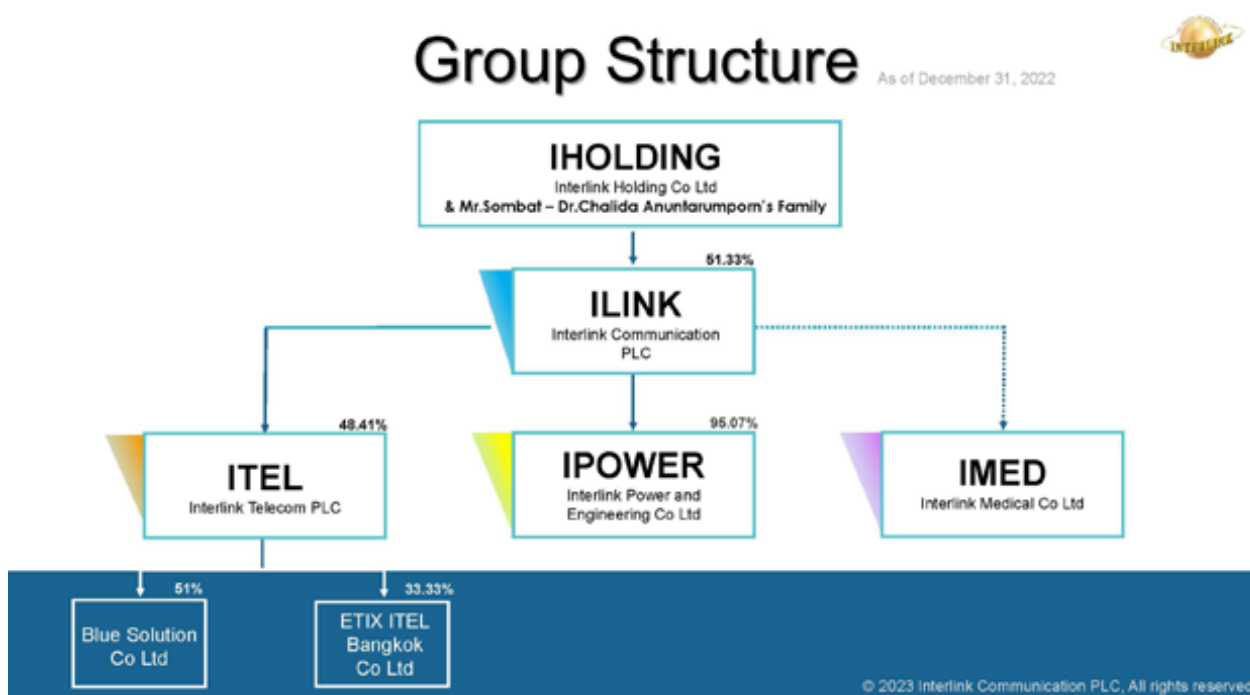 Group Structure
As of December 31, 2022
INTERLINK
IHOLDING
Interlink Holding Co Ltd
& Mr.Sombat – Dr.Chalida Anuntarumporn's Family
51.33%
ILINK
Interlink Communication
PLC
48.41%
ITEL
Interlink Telecom PLC
95.07%
IPOWER
Interlink Power and
Engineering Co Ltd
IMED
Interlink Medical Co Ltd
51%
Blue Solution
Co Ltd
33.33%
ETIX ITEL
Bangkok
Co Ltd
© 2023 Interlink Communication PLC, All rights reserved